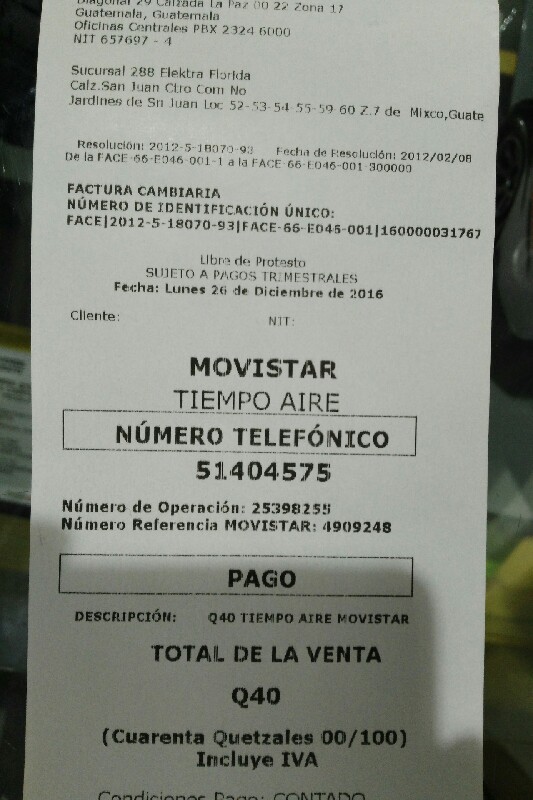 Diagonal 29 Calzada La Paz 00 22 Zona 17
Guatemala, Guatemala
Oficinas Centrales PBX 2324 6000
NIT 657697 - 4
Sucursal 288 Elektra Florida
Calz.San Juan Ctro Com No
Jardines de Sn Juan Loc 52-53-54-55-59-60 Z.7 de Mixco,Guate
Resolución: 2012-5-18070-93 Fecha de Resolución: 2012/02/08
De la FACE-66-E046-001-1 a la FACE-66-E046-001-300000
FACTURA CAMBIARIA
NÚMERO DE IDENTIFICACIÓN ÚNICO:
FACE|2012-5-18070-93|FACE-66-E046-001|160000031767
Libre de Protesto
SUJETO A PAGOS TRIMESTRALES
Fecha: Lunes 26 de Diciembre de 2016
Cliente: NIT:
MOVISTAR
TIEMPO AIRE
NÚMERO TELEFÓNICO
51404575
Número de Operación: 25398255
Número Referencia MOVISTAR: 4909248
PAGO
DESCRIPCIÓN: Q40 TIEMPO AIRE MOVISTAR
TOTAL DE LA VENTA
Q40
(Cuarenta Quetzales 00/100)
Incluye IVA
Condiciones Pago: CONTADO